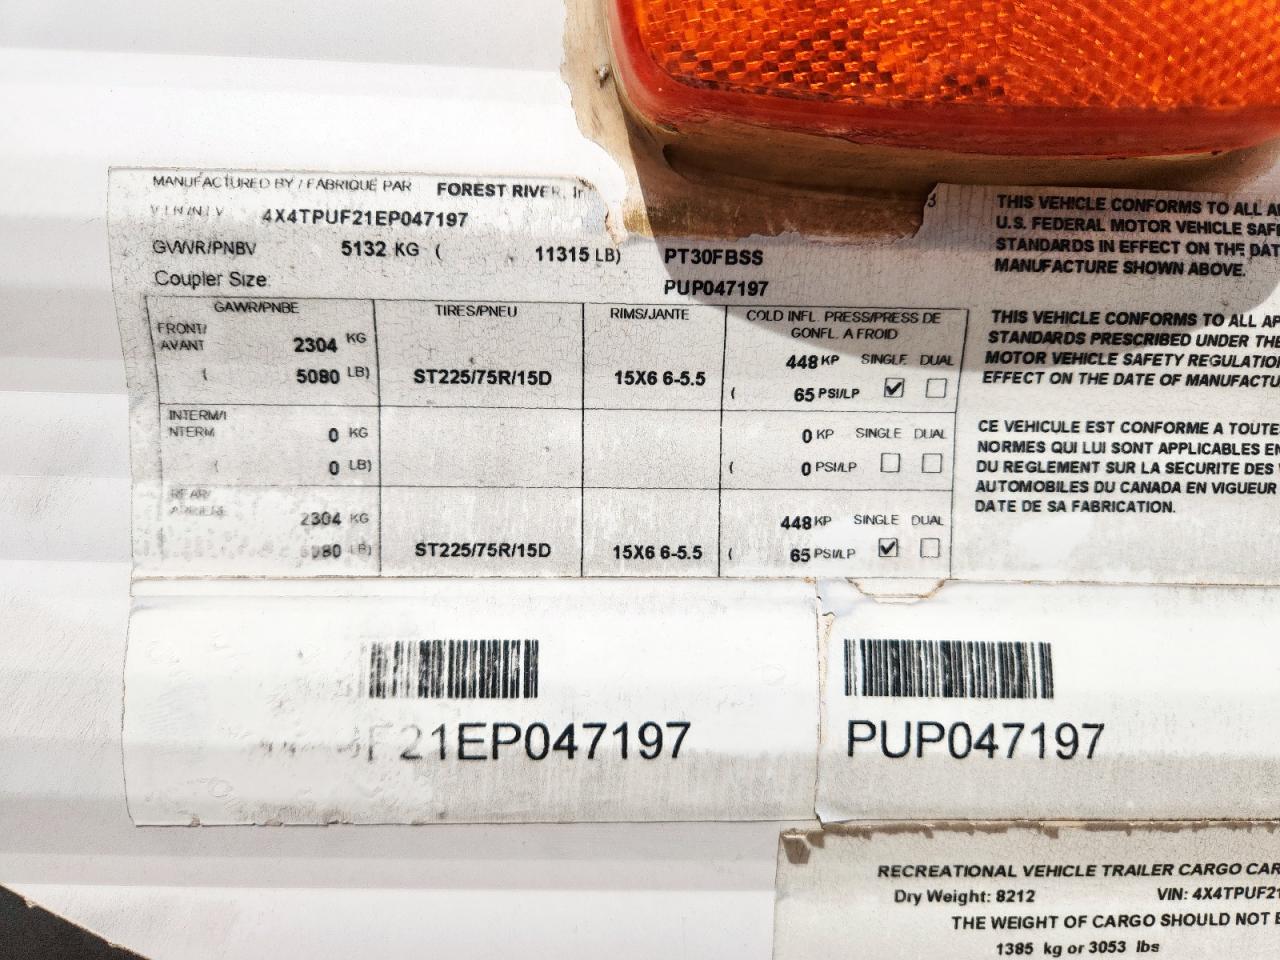 MANUFACTURED BY / FABRIQUÉ PAR FOREST RIVER, In
4X4TPUF21EP047197
GVWR/PNBV 5132 KG ( 11315 LB) PT30FBSS
Coupler Size: PUP047197
GAWR/PNBE TIRES/PNEU RIMS/JANTE COLD INFL. PRESS/PRESS DE
GONFL. A FROID
FRONT/
AVANT 2304 KG 448 KP SINGLE DUAL
( 5080 LB) ST225/75R/15D 15X6 6-5.5 ( 65 PSI/LP
INTERM/I
NTERM 0 KG 0 KP SINGLE DUAL
( 0 LB) ( 0 PSI/LP
REAR/
2304 KG 448 KP SINGLE DUAL
LB) ST225/75R/15D 15X6 6-5.5 ( 65 PSI/LP
3
THIS VEHICLE CONFORMS TO ALL
U.S. FEDERAL MOTOR VEHICLE SAFE
STANDARDS IN EFFECT ON THE DAT
MANUFACTURE SHOWN ABOVE.
THIS VEHICLE CONFORMS TO ALL AP
STANDARDS PRESCRIBED UNDER THE
MOTOR VEHICLE SAFETY REGULATION
EFFECT ON THE DATE OF MANUFACTU
CE VEHICULE EST CONFORME A TOUTE
NORMES QUI LUI SONT APPLICABLES EN
DU REGLEMENT SUR LA SECURITE DES
AUTOMOBILES DU CANADA EN VIGUEUR
DATE DE SA FABRICATION.
F21EP047197
PUP047197
RECREATIONAL VEHICLE TRAILER CARGO CAR
Dry Weight: 8212 VIN: 4X4TPUF21
THE WEIGHT OF CARGO SHOULD NOT E
1385 kg or 3053 lbs